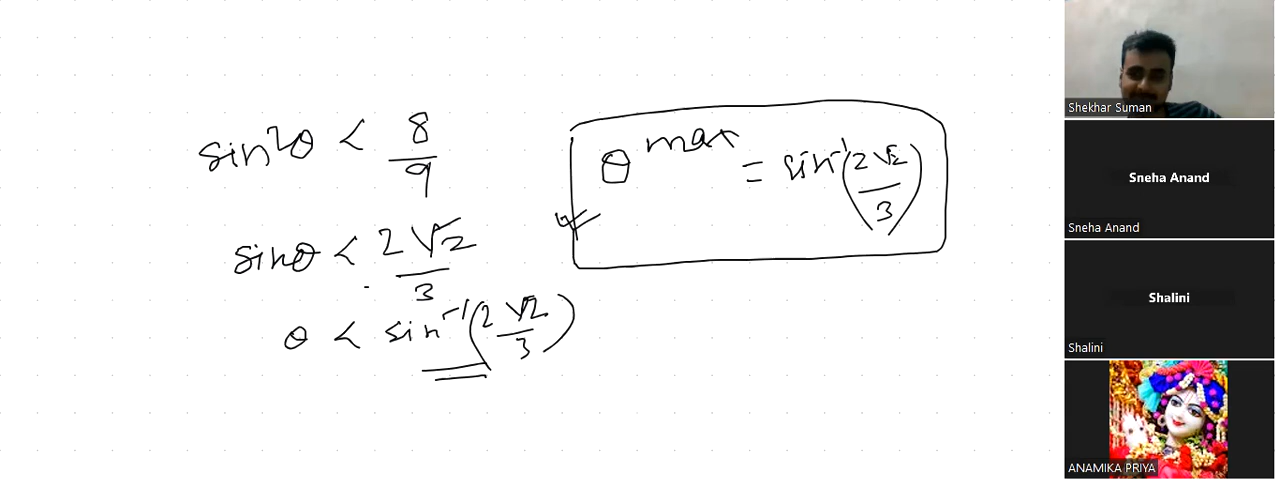 sin²θ < 8/9
sinθ < 2√2/3
θ < sin⁻¹(2√2/3)
θ^max = sin⁻¹(2√2/3)
Shekhar Suman
Sneha Anand
Sneha Anand
Shalini
Shalini
ANAMIKA PRIYA